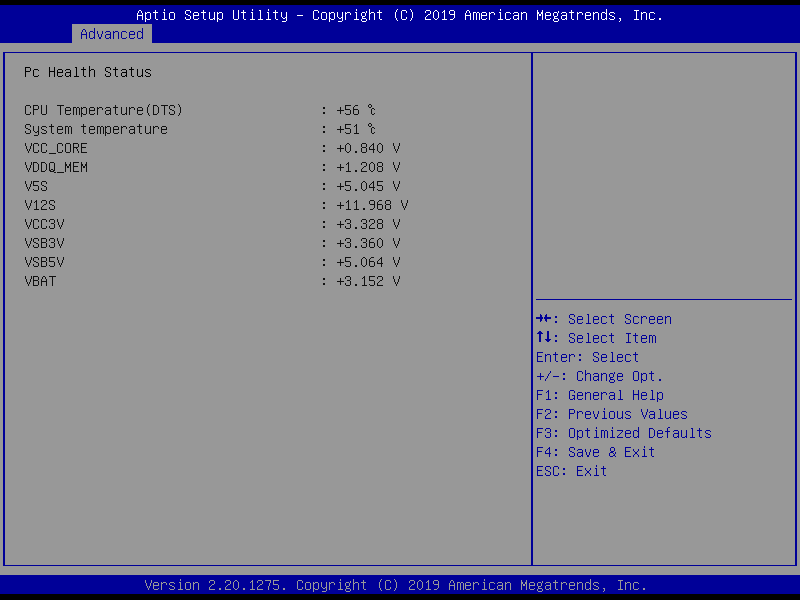 Aptio Setup Utility – Copyright (C) 2019 American Megatrends, Inc.
Advanced
Pc Health Status
CPU Temperature(DTS) : +56 ℃
System temperature : +51 ℃
VCC_CORE : +0.840 V
VDDQ_MEM : +1.208 V
V5S : +5.045 V
V12S : +11.968 V
VCC3V : +3.328 V
VSB3V : +3.360 V
VSB5V : +5.064 V
VBAT : +3.152 V
→←: Select Screen
↑↓: Select Item
Enter: Select
+/-: Change Opt.
F1: General Help
F2: Previous Values
F3: Optimized Defaults
F4: Save & Exit
ESC: Exit
Version 2.20.1275. Copyright (C) 2019 American Megatrends, Inc.